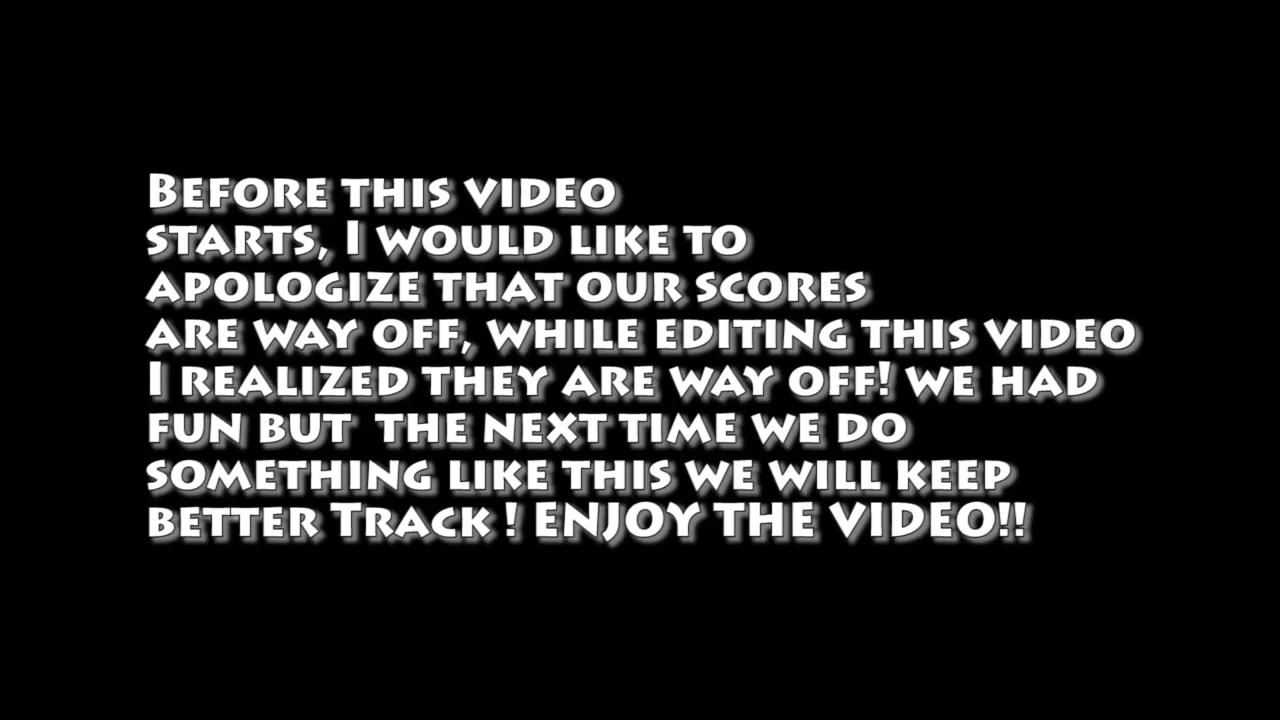 Before this video
starts, I would like to
apologize that our scores
are way off, while editing this video
I realized they are way off! we had
fun but  the next time we do
something like this we will keep
better Track ! ENJOY THE VIDEO!!